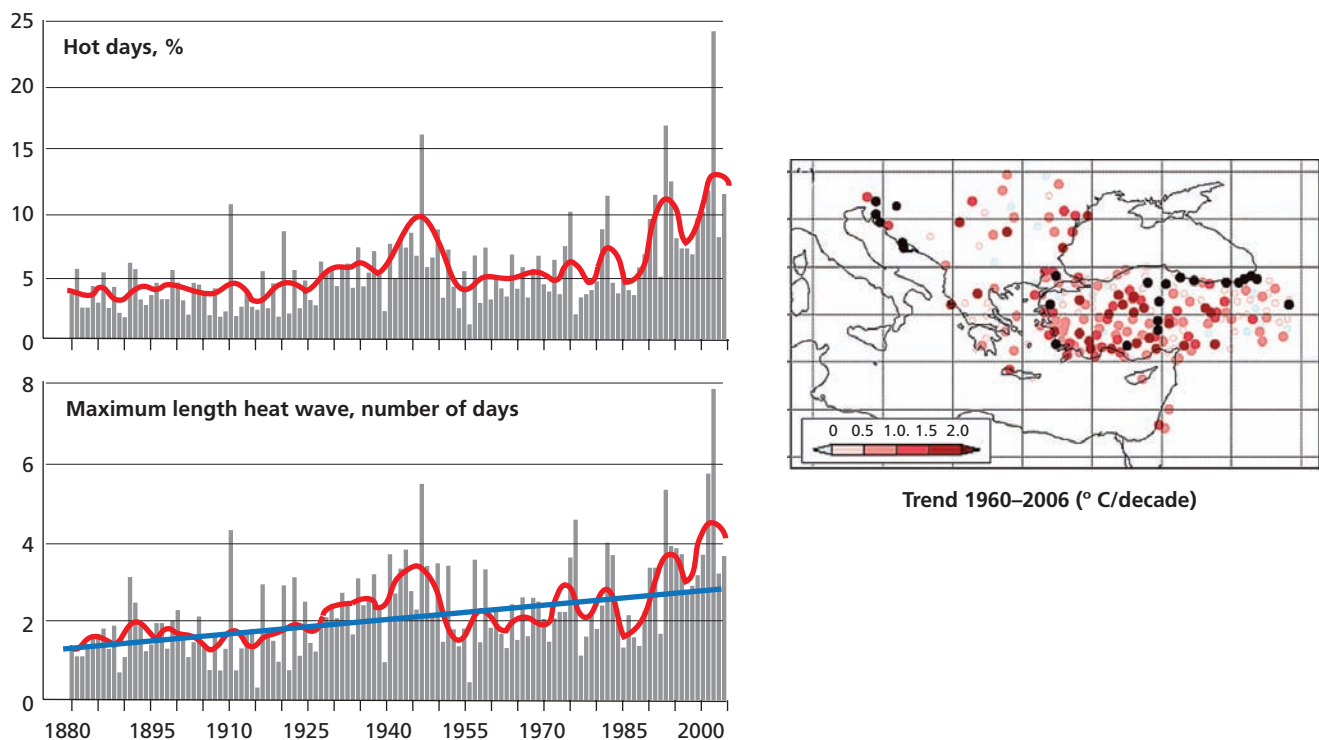 25
Hot days, %
20
15
10
5
0
8
Maximum length heat wave, number of days
6
4
2
0
1880 1895 1910 1925 1940 1955 1970 1985 2000
0 0.5 1.0. 1.5 2.0
Trend 1960–2006 (° C/decade)